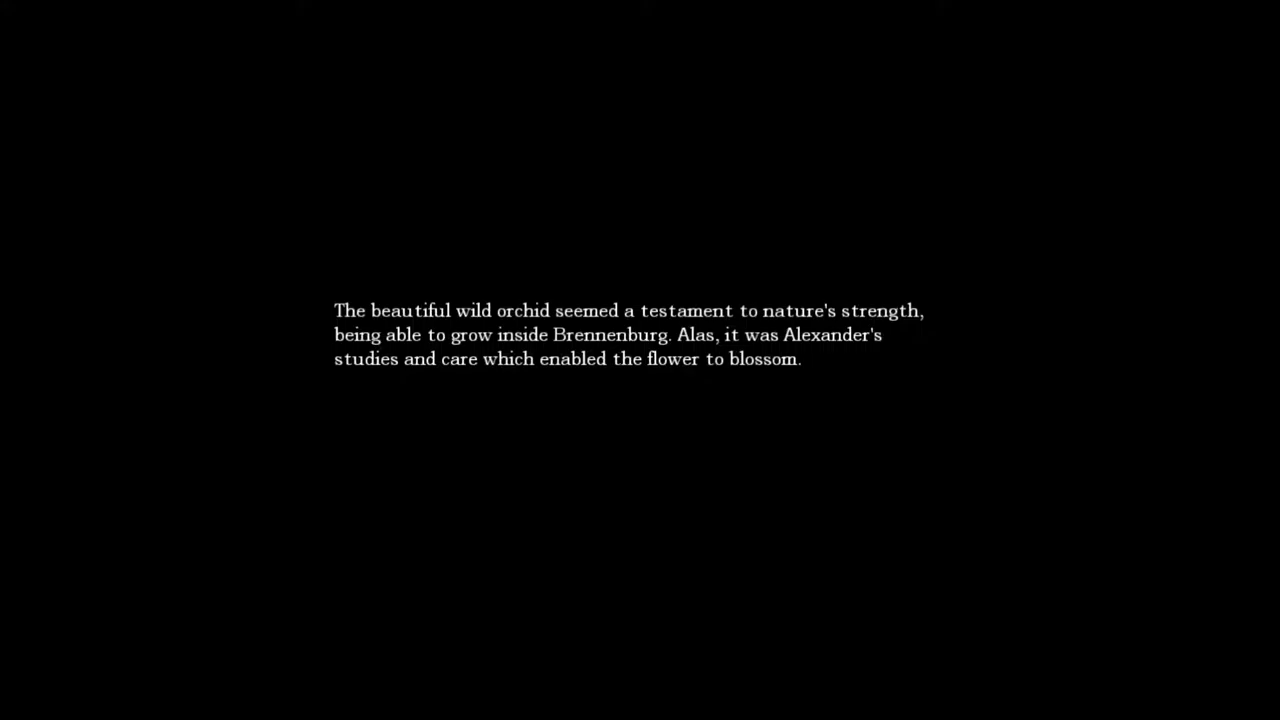 The beautiful wild orchid seemed a testament to nature's strength,
being able to grow inside Brennenburg. Alas, it was Alexander's
studies and care which enabled the flower to blossom.